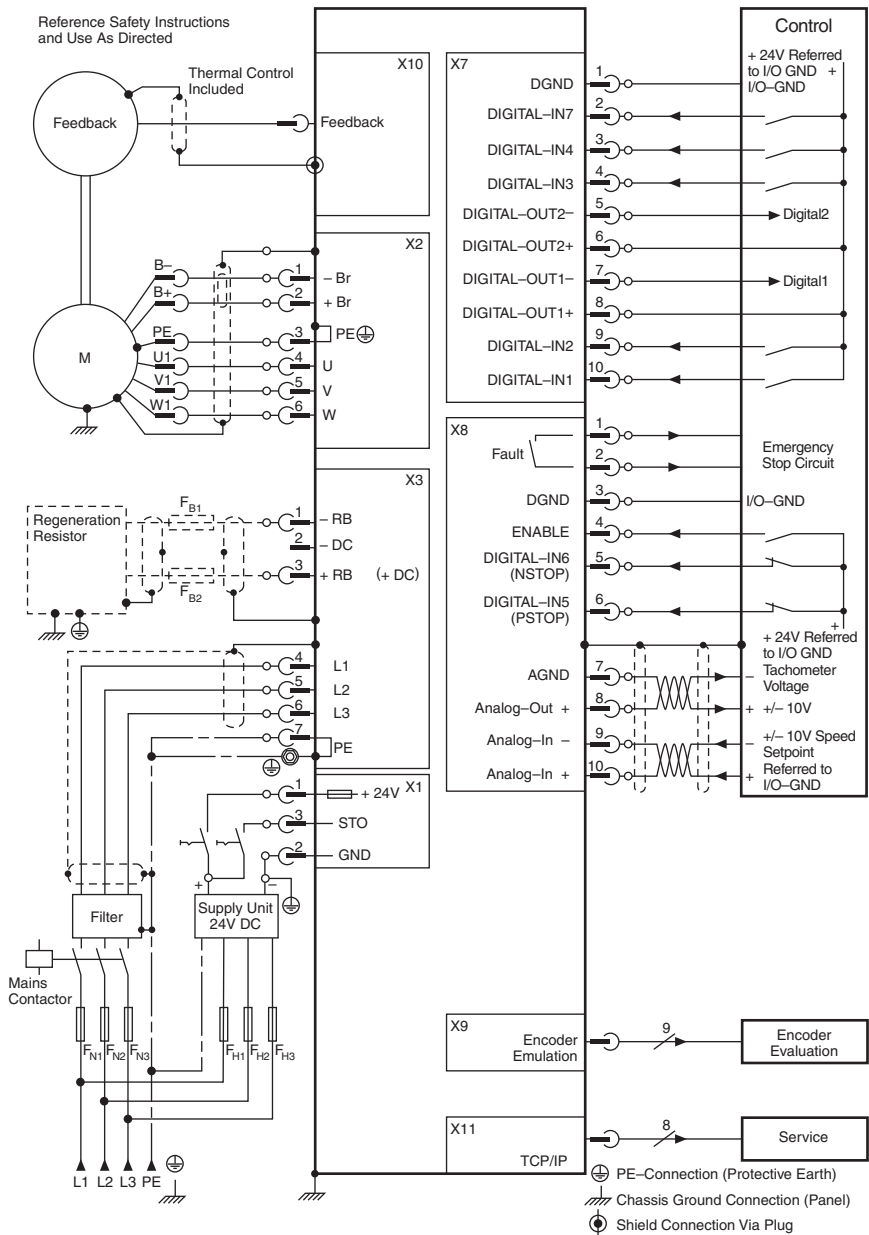 Reference Safety Instructions
and Use As Directed
Thermal Control
Included
Feedback
X10
Feedback
X2
B–
1
– Br
B+
2
+ Br
PE
3
PE
M
U1
4
U
V1
5
V
W1
6
W
X3
Regeneration
Resistor
FB1
1
– RB
2
– DC
3
+ RB
(+ DC)
FB2
4
L1
5
L2
6
L3
7
PE
X1
1
+ 24V
3
STO
2
GND
+
–
Filter
Supply Unit
24V DC
Mains
Contactor
FN1
FN2
FN3
FH1
FH2
FH3
L1
L2
L3
PE
X7
1
DGND
2
DIGITAL–IN7
3
DIGITAL–IN4
4
DIGITAL–IN3
5
DIGITAL–OUT2–
6
DIGITAL–OUT2+
7
DIGITAL–OUT1–
8
DIGITAL–OUT1+
9
DIGITAL–IN2
10
DIGITAL–IN1
Control
+ 24V Referred
to I/O GND +
I/O–GND
Digital2
Digital1
X8
Fault
1
2
Emergency
Stop Circuit
DGND
3
I/O–GND
ENABLE
4
DIGITAL–IN6
(NSTOP)
5
DIGITAL–IN5
(PSTOP)
6
+
+ 24V Referred
to I/O GND
AGND
7
–
Tachometer
Voltage
Analog–Out +
8
+
+/– 10V
Analog–In –
9
–
+/– 10V Speed
Setpoint
Analog–In +
10
+
Referred to
I/O–GND
X9
Encoder
Emulation
9
Encoder
Evaluation
X11
TCP/IP
8
Service
PE–Connection (Protective Earth)
Chassis Ground Connection (Panel)
Shield Connection Via Plug